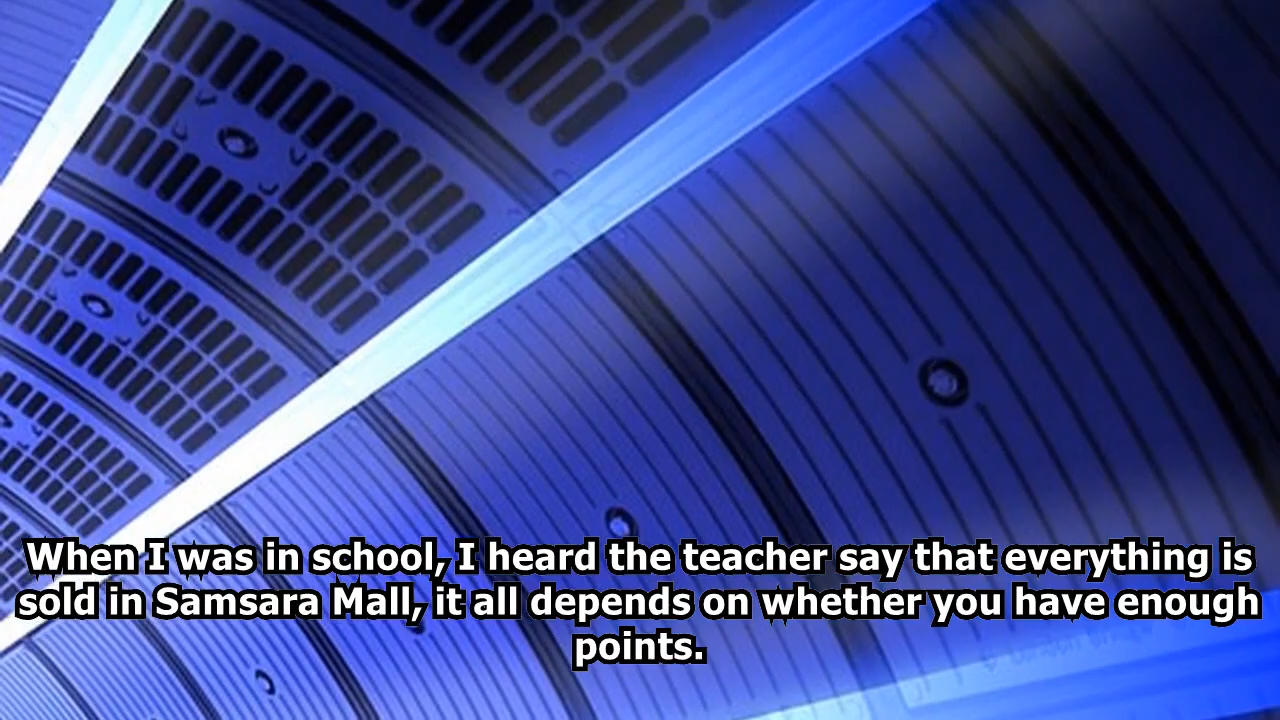 When I was in school, I heard the teacher say that everything is
sold in Samsara Mall, it all depends on whether you have enough
points.